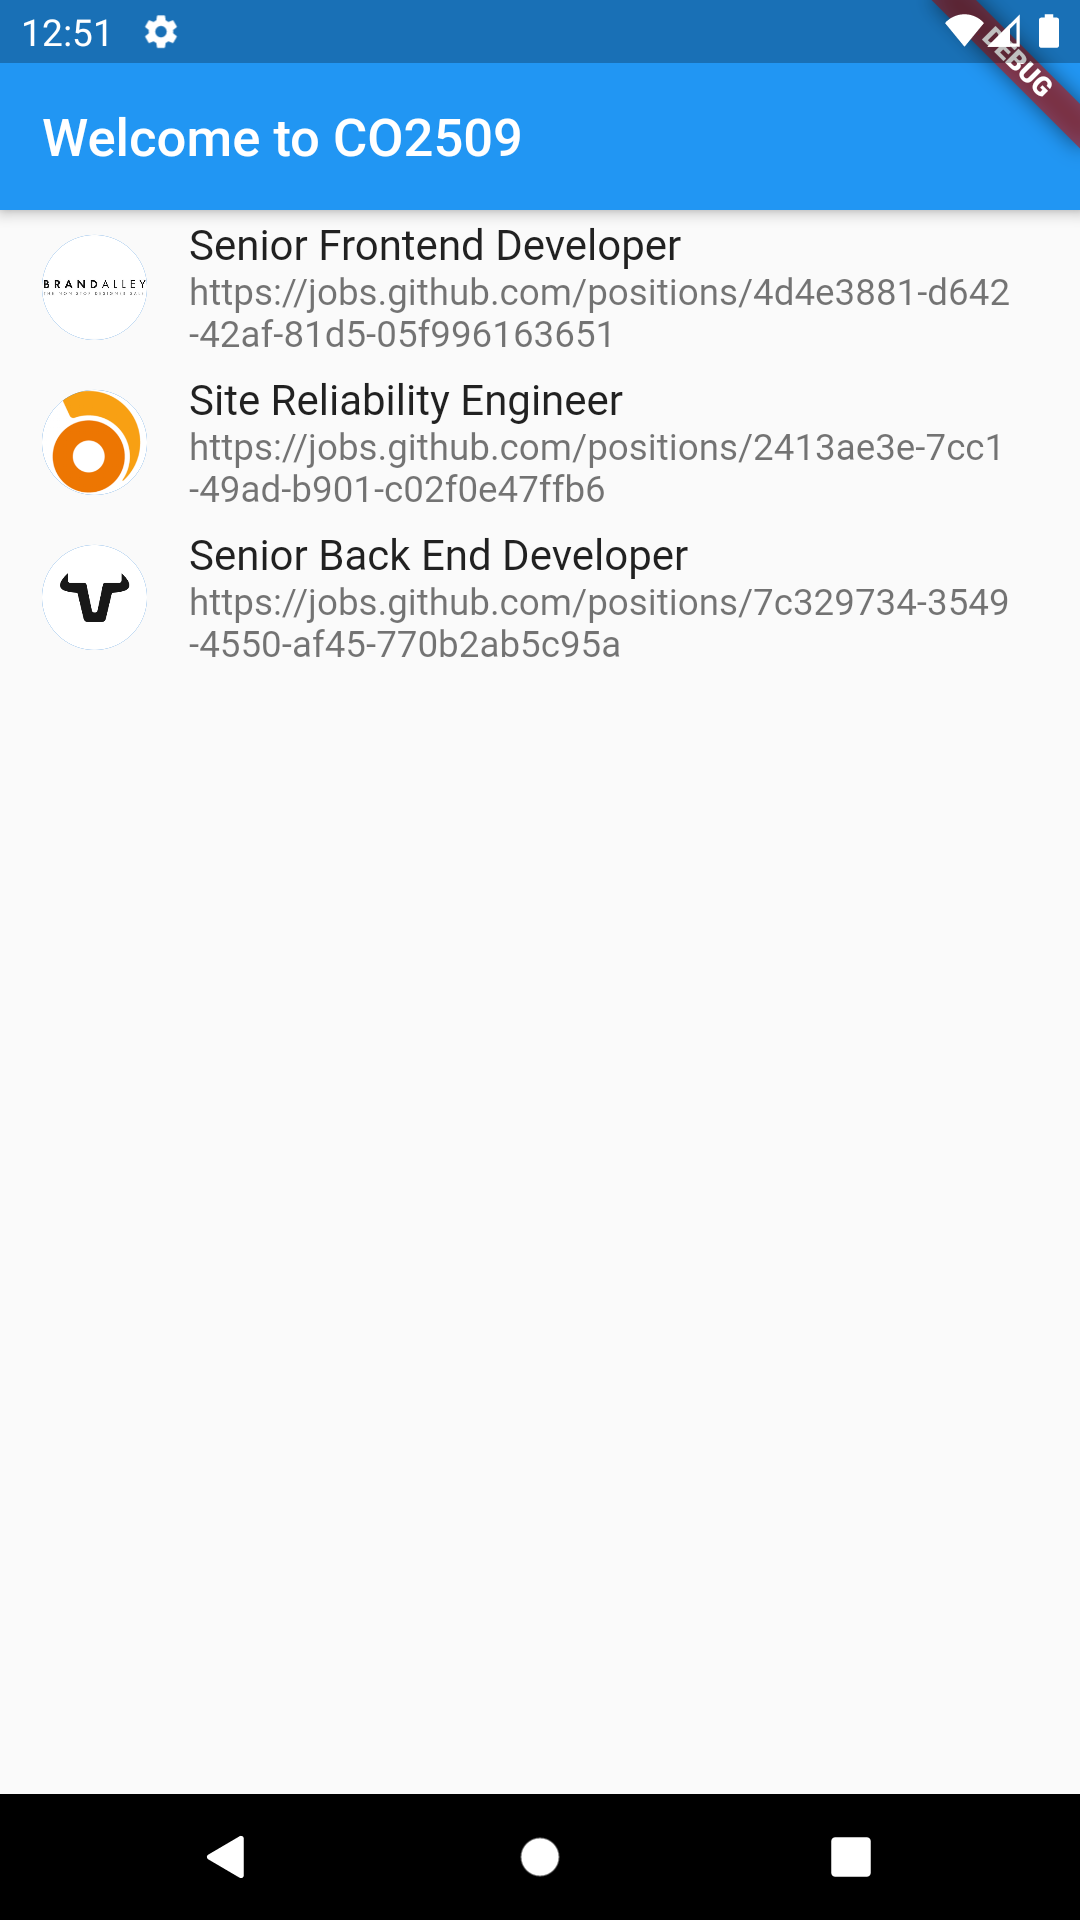 12:51
DEBUG
Welcome to CO2509
Senior Frontend Developer
BRANDALLEY
https://jobs.github.com/positions/4d4e3881-d642
-42af-81d5-05f996163651
Site Reliability Engineer
https://jobs.github.com/positions/2413ae3e-7cc1
-49ad-b901-c02f0e47ffb6
Senior Back End Developer
https://jobs.github.com/positions/7c329734-3549
-4550-af45-770b2ab5c95a